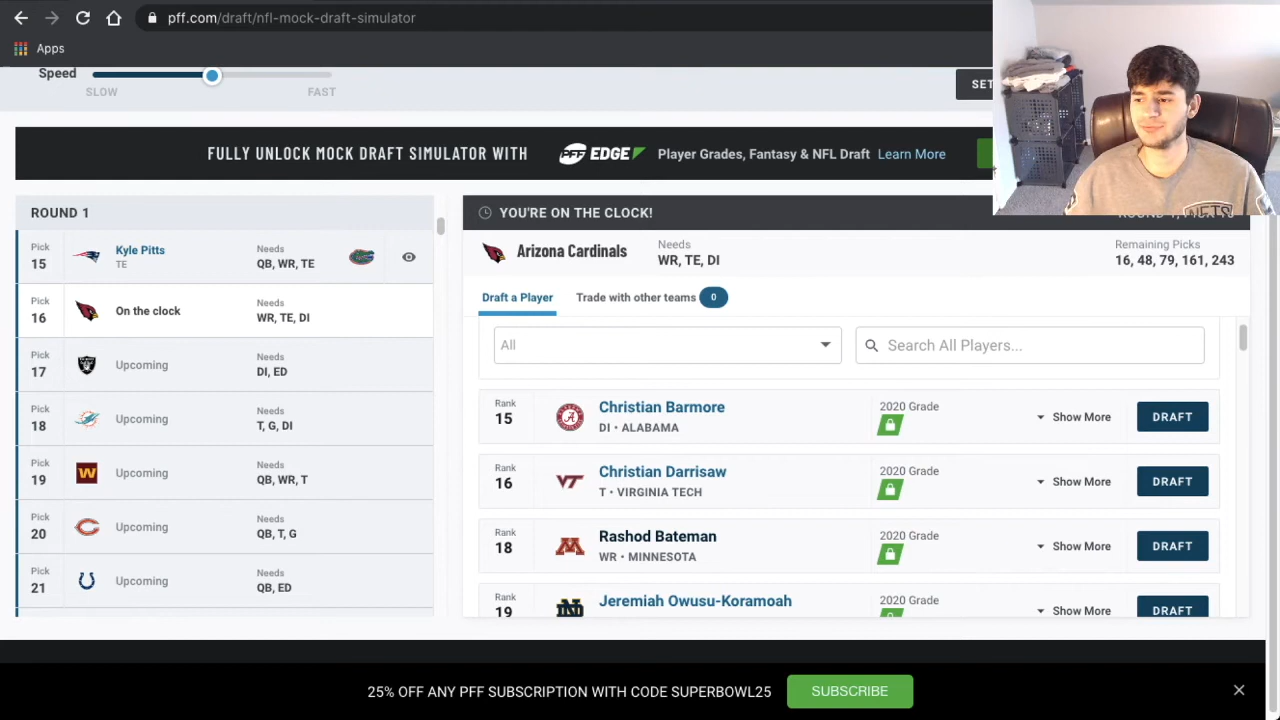 pff.com/draft/nfl-mock-draft-simulator
Apps
Speed
SLOW
FAST
SET
FULLY UNLOCK MOCK DRAFT SIMULATOR WITH PFF EDGE Player Grades, Fantasy & NFL Draft Learn More
ROUND 1
Pick 15
Kyle Pitts
TE
Needs
QB, WR, TE
Pick 16
On the clock
Needs
WR, TE, DI
Pick 17
Upcoming
Needs
DI, ED
Pick 18
Upcoming
Needs
T, G, DI
Pick 19
Upcoming
Needs
QB, WR, T
Pick 20
Upcoming
Needs
QB, T, G
Pick 21
Upcoming
Needs
QB, ED
YOU'RE ON THE CLOCK!
Arizona Cardinals
Needs
WR, TE, DI
Remaining Picks
16, 48, 79, 161, 243
Draft a Player
Trade with other teams 0
All
Search All Players...
Rank 15
Christian Barmore
DI • ALABAMA
2020 Grade
Show More
DRAFT
Rank 16
Christian Darrisaw
T • VIRGINIA TECH
2020 Grade
Show More
DRAFT
Rank 18
Rashod Bateman
WR • MINNESOTA
2020 Grade
Show More
DRAFT
Rank 19
Jeremiah Owusu-Koramoah
2020 Grade
Show More
DRAFT
25% OFF ANY PFF SUBSCRIPTION WITH CODE SUPERBOWL25
SUBSCRIBE